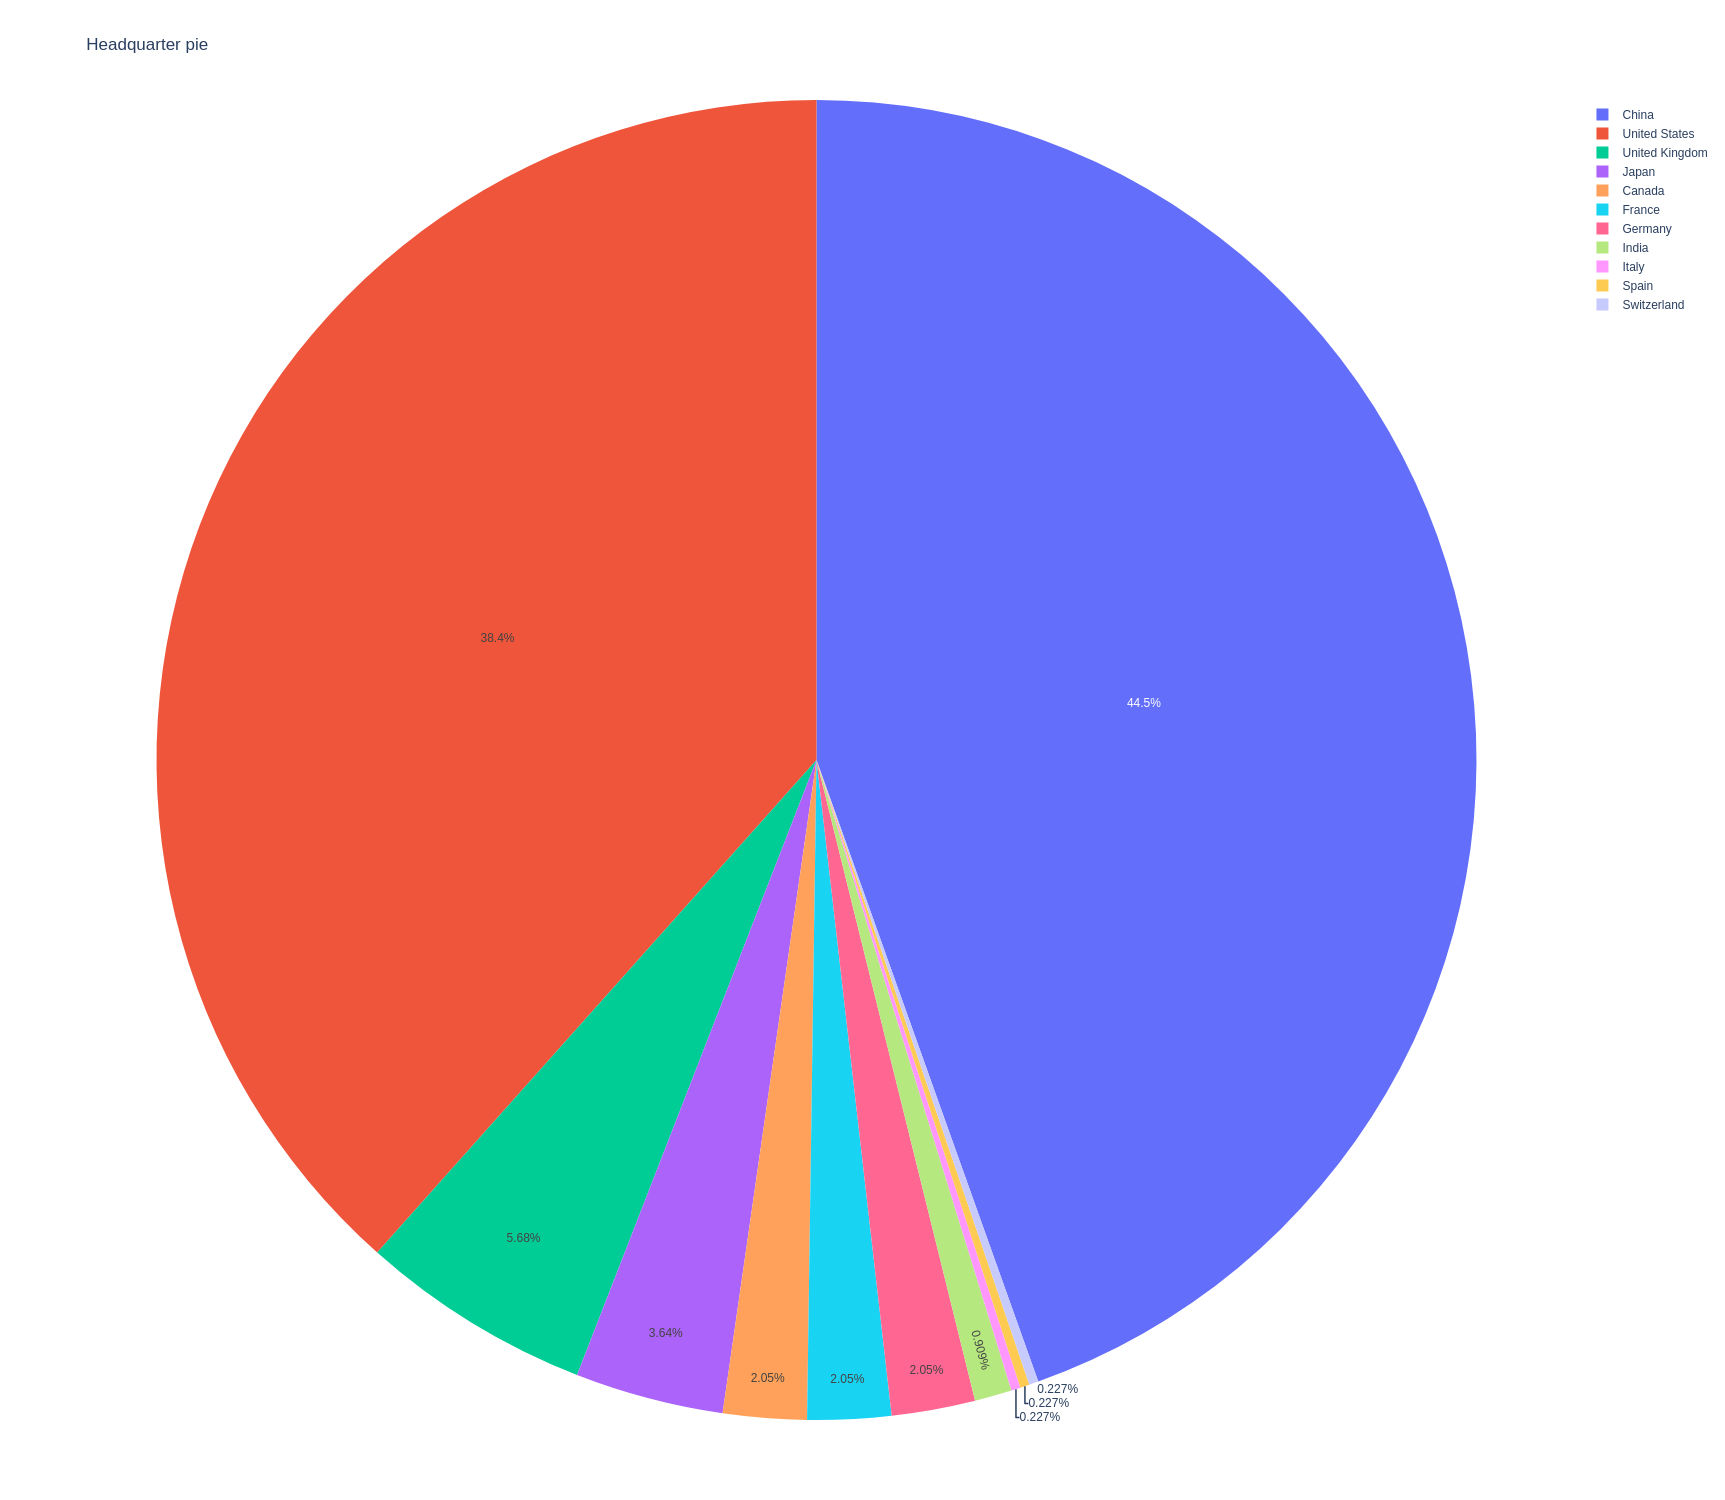 Headquarter pie
China
United States
United Kingdom
Japan
Canada
France
Germany
India
Italy
Spain
Switzerland
38.4%
44.5%
5.68%
3.64%
2.05%
2.05%
2.05%
0.909%
0.227%
0.227%
0.227%